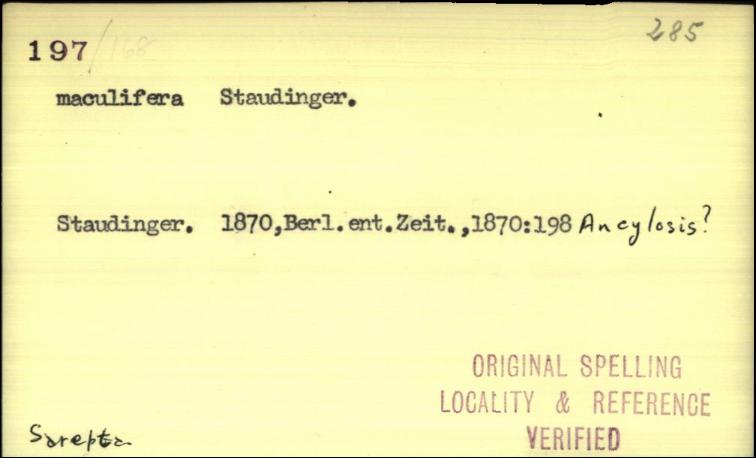 285
197/168
maculifera Staudinger.
Staudinger. 1870,Berl.ent.Zeit.,1870:198 Ancylosis?
ORIGINAL SPELLING
LOCALITY & REFERENCE
VERIFIED
Sarepta